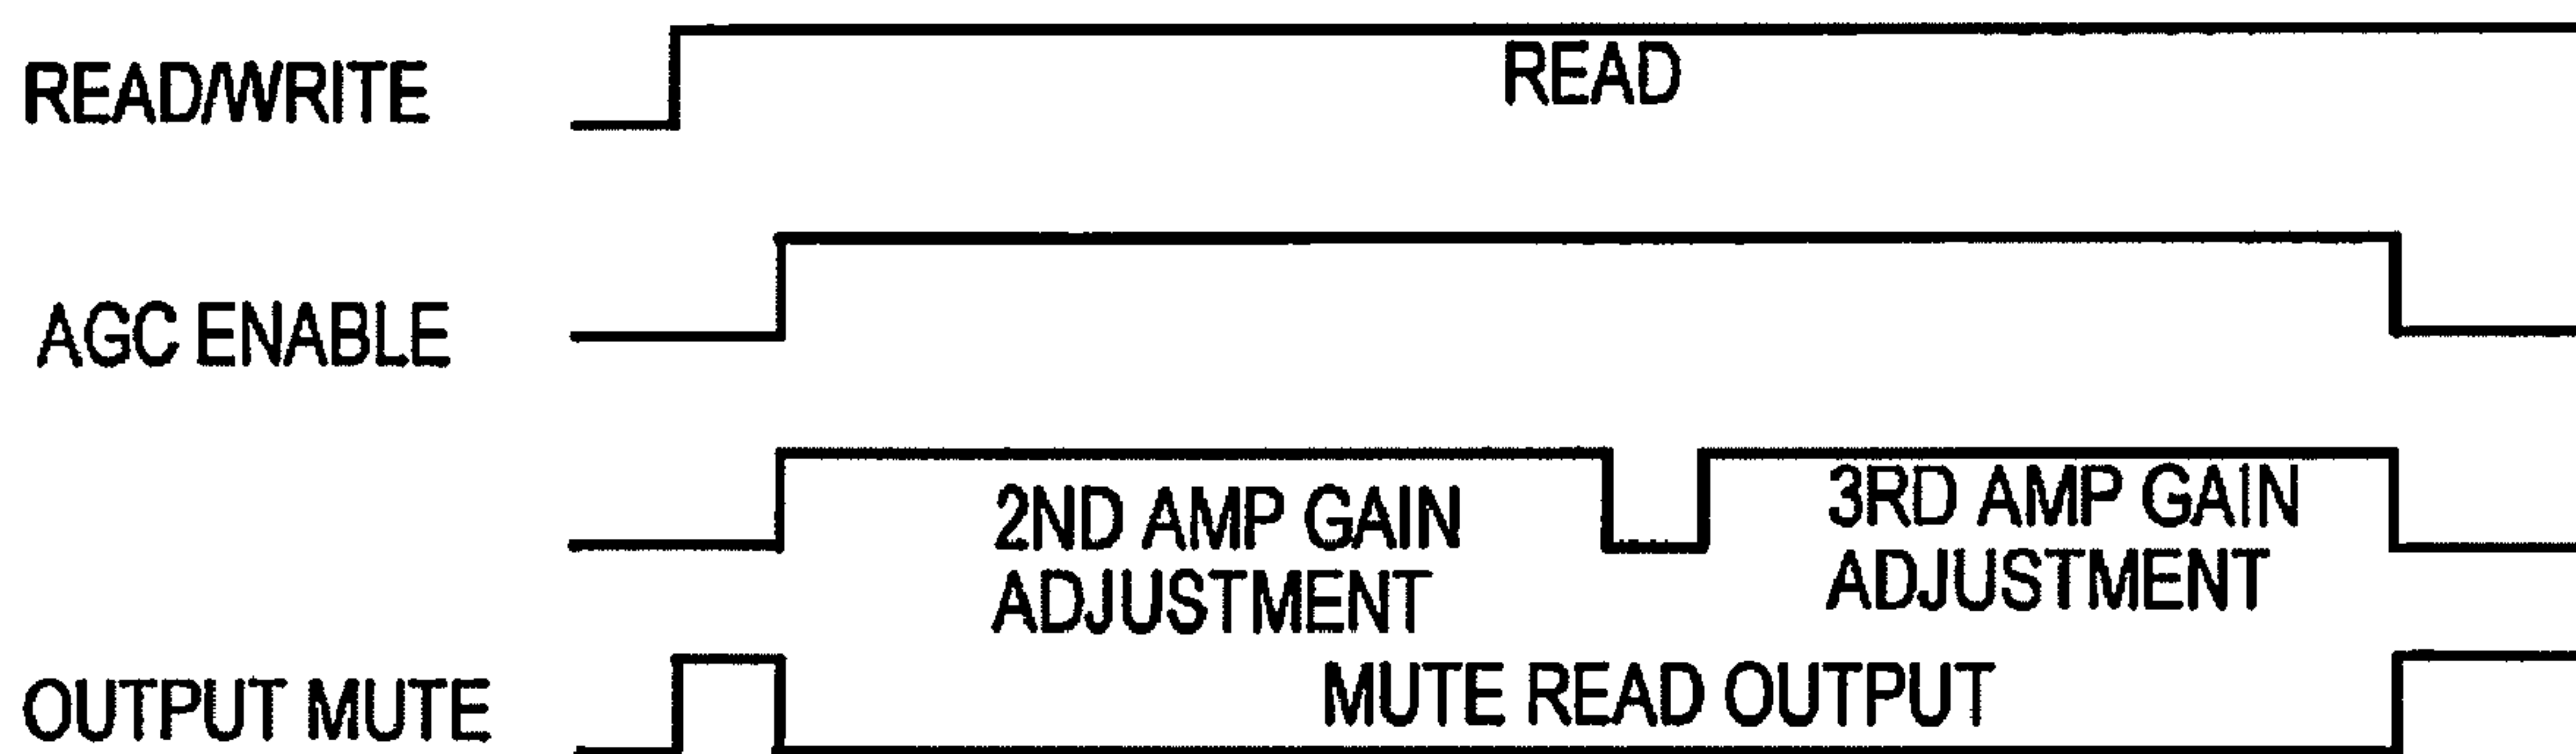 READ/WRITE
READ
AGC ENABLE
2ND AMP GAIN
ADJUSTMENT
3RD AMP GAIN
ADJUSTMENT
OUTPUT MUTE
MUTE READ OUTPUT